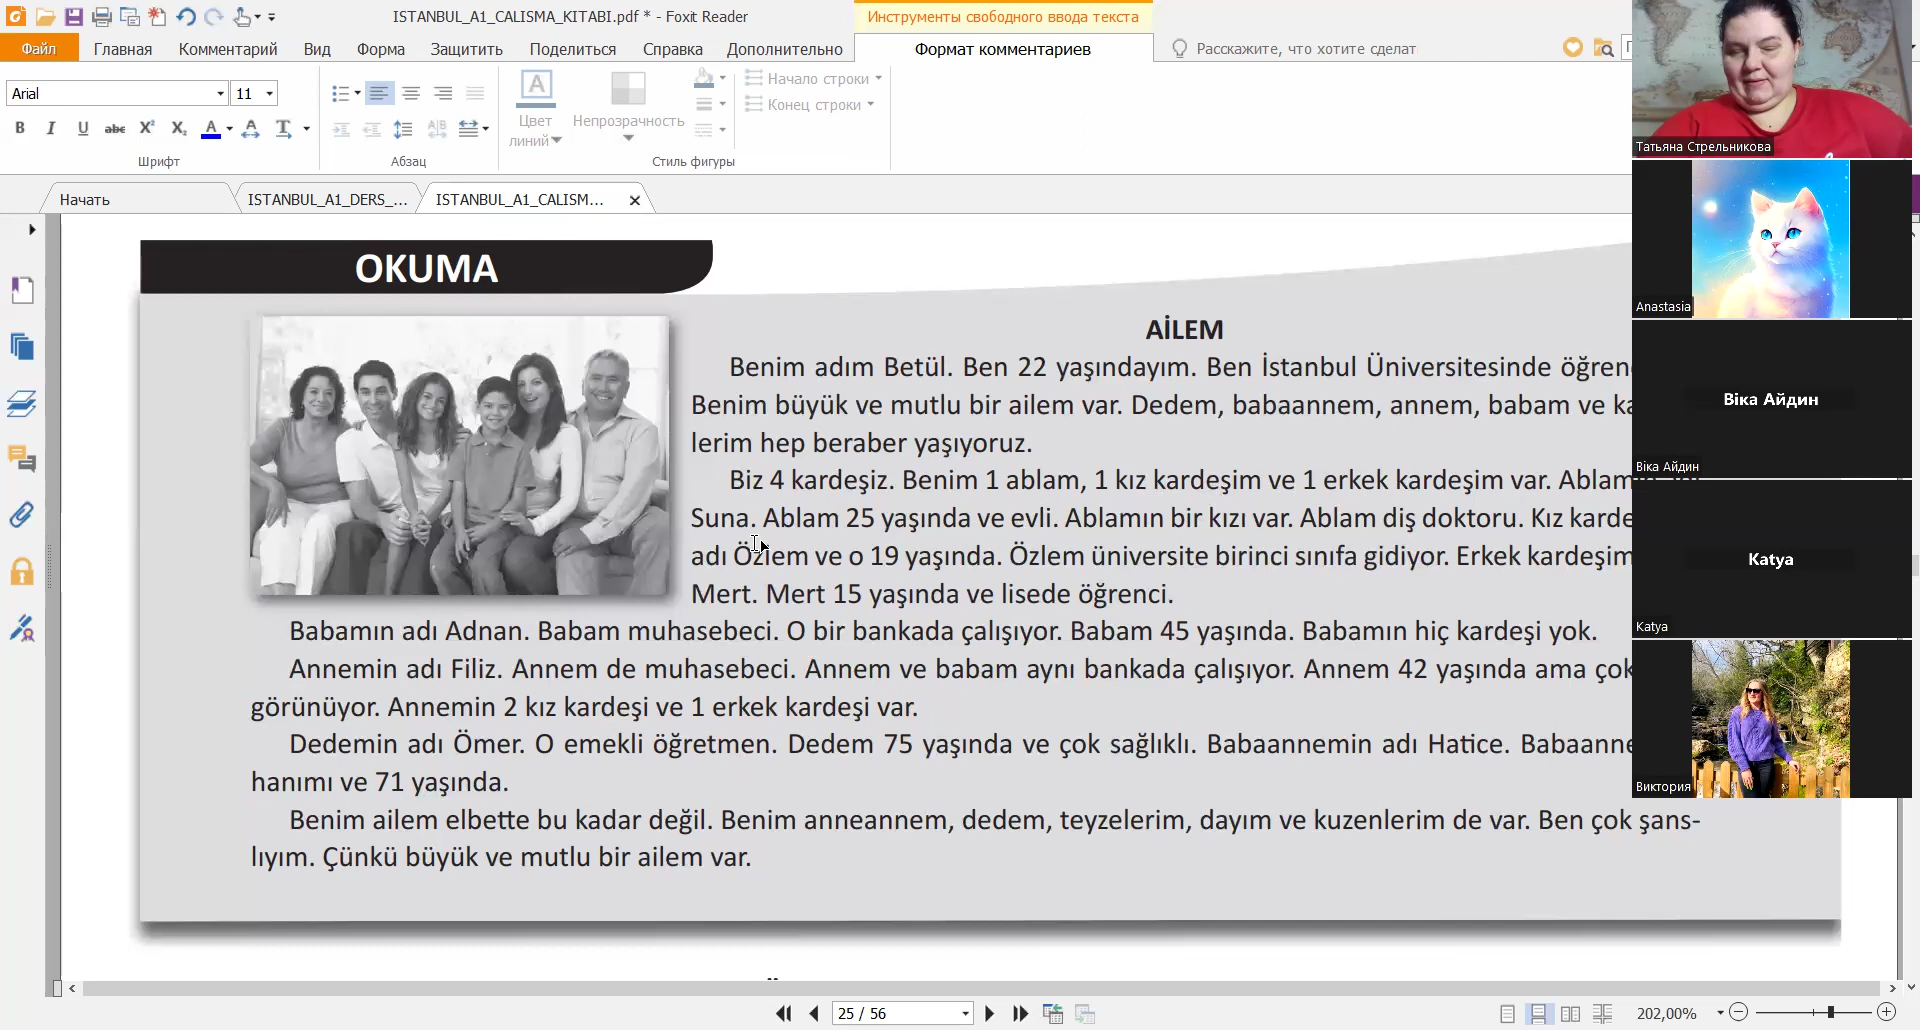 ISTANBUL_A1_CALISMA_KITABI.pdf * - Foxit Reader
Инструменты свободного ввода текста
ISTANBUL_A1_
Файл Главная Комментарий Вид Форма Защитить Поделиться Справка Дополнительно Формат комментариев Расскажите, что хотите сделат
Arial 11
Начало строки
Конец строки
Цвет линий
Непрозрачность
Шрифт Абзац Стиль фигуры
Начать ISTANBUL_A1_DERS_... ISTANBUL_A1_CALISM...
OKUMA
AİLEM
Benim adım Betül. Ben 22 yaşındayım. Ben İstanbul Üniversitesinde öğren
Benim büyük ve mutlu bir ailem var. Dedem, babaannem, annem, babam ve ka
lerim hep beraber yaşıyoruz.
Biz 4 kardeşiz. Benim 1 ablam, 1 kız kardeşim ve 1 erkek kardeşim var. Ablam
Suna. Ablam 25 yaşında ve evli. Ablamın bir kızı var. Ablam diş doktoru. Kız karde
adı Özlem ve o 19 yaşında. Özlem üniversite birinci sınıfa gidiyor. Erkek kardeşim
Mert. Mert 15 yaşında ve lisede öğrenci.
Babamın adı Adnan. Babam muhasebeci. O bir bankada çalışıyor. Babam 45 yaşında. Babamın hiç kardeşi yok.
Annemin adı Filiz. Annem de muhasebeci. Annem ve babam aynı bankada çalışıyor. Annem 42 yaşında ama çok
görünüyor. Annemin 2 kız kardeşi ve 1 erkek kardeşi var.
Dedemin adı Ömer. O emekli öğretmen. Dedem 75 yaşında ve çok sağlıklı. Babaannemin adı Hatice. Babaanne
hanımı ve 71 yaşında.
Benim ailem elbette bu kadar değil. Benim anneannem, dedem, teyzelerim, dayım ve kuzenlerim de var. Ben çok şans-
lıyım. Çünkü büyük ve mutlu bir ailem var.
Татьяна Стрельникова
Anastasia
Віка Айдин
Віка Айдин
Katya
Katya
Виктория
25 / 56
202,00%